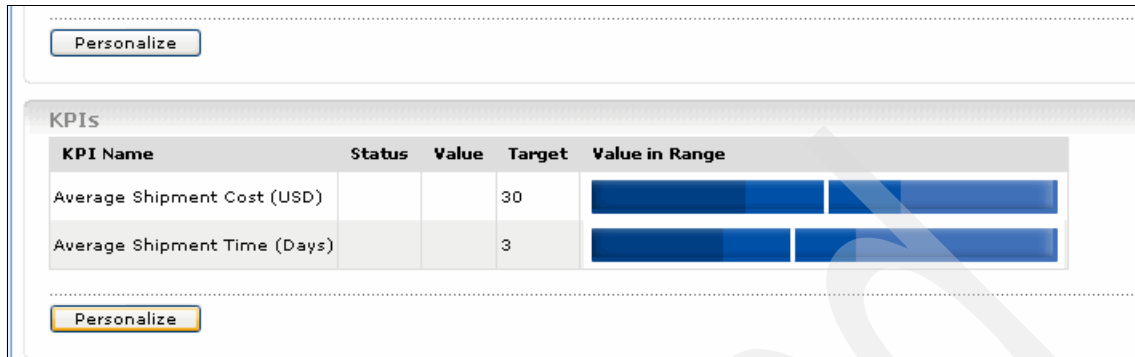 Personalize
KPIs
KPI Name Status Value Target Value in Range
Average Shipment Cost (USD) 30
Average Shipment Time (Days) 3
Personalize